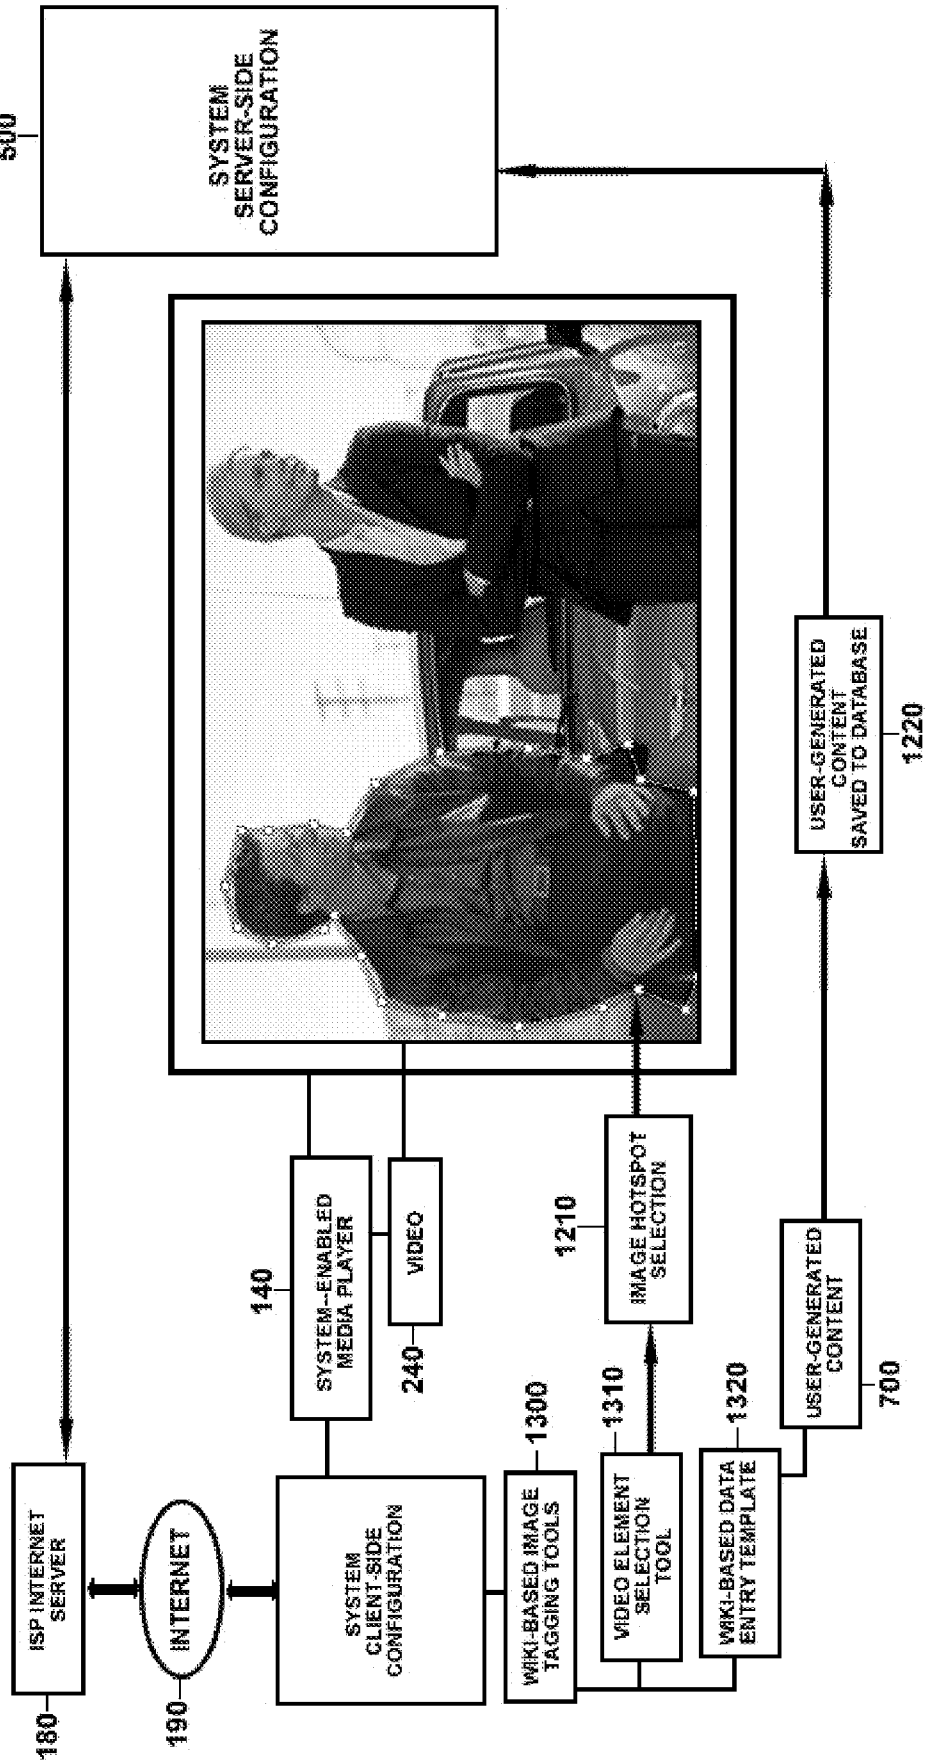 180
ISP INTERNET
SERVER
190
INTERNET
SYSTEM
CLIENT-SIDE
CONFIGURATION
WIKI-BASED IMAGE
TAGGING TOOLS
1300
VIDEO ELEMENT
SELECTION
TOOL
1310
WIKI-BASED DATA
ENTRY TEMPLATE
1320
140
SYSTEM--ENABLED
MEDIA PLAYER
240
VIDEO
1210
IMAGE HOTSPOT
SELECTION
USER-GENERATED
CONTENT
700
USER-GENERATED
CONTENT
SAVED TO DATABASE
1220
500
SYSTEM
SERVER-SIDE
CONFIGURATION